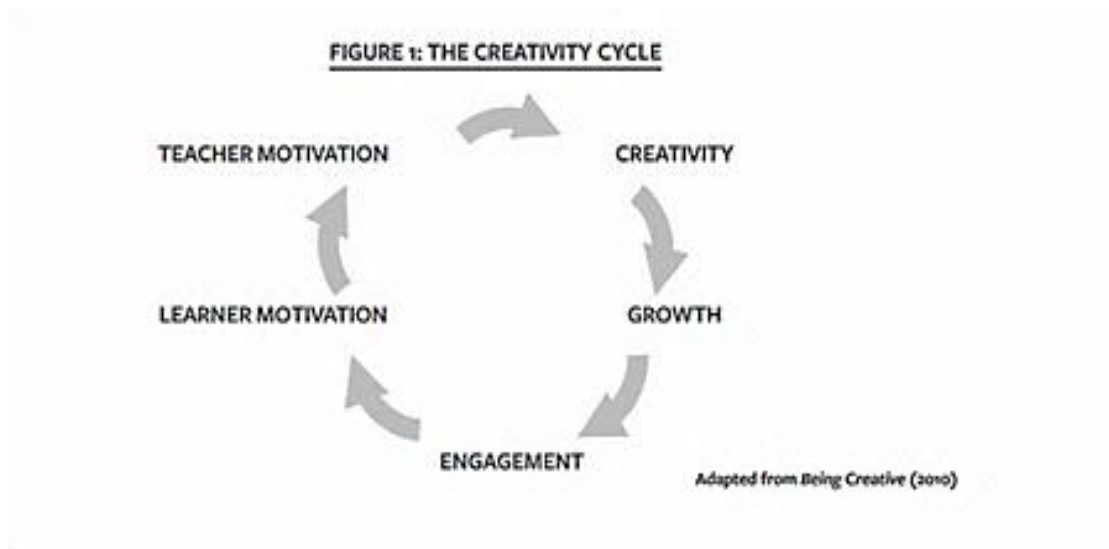 FIGURE 1: THE CREATIVITY CYCLE
TEACHER MOTIVATION
CREATIVITY
LEARNER MOTIVATION
GROWTH
ENGAGEMENT
Adapted from Being Creative (2010)